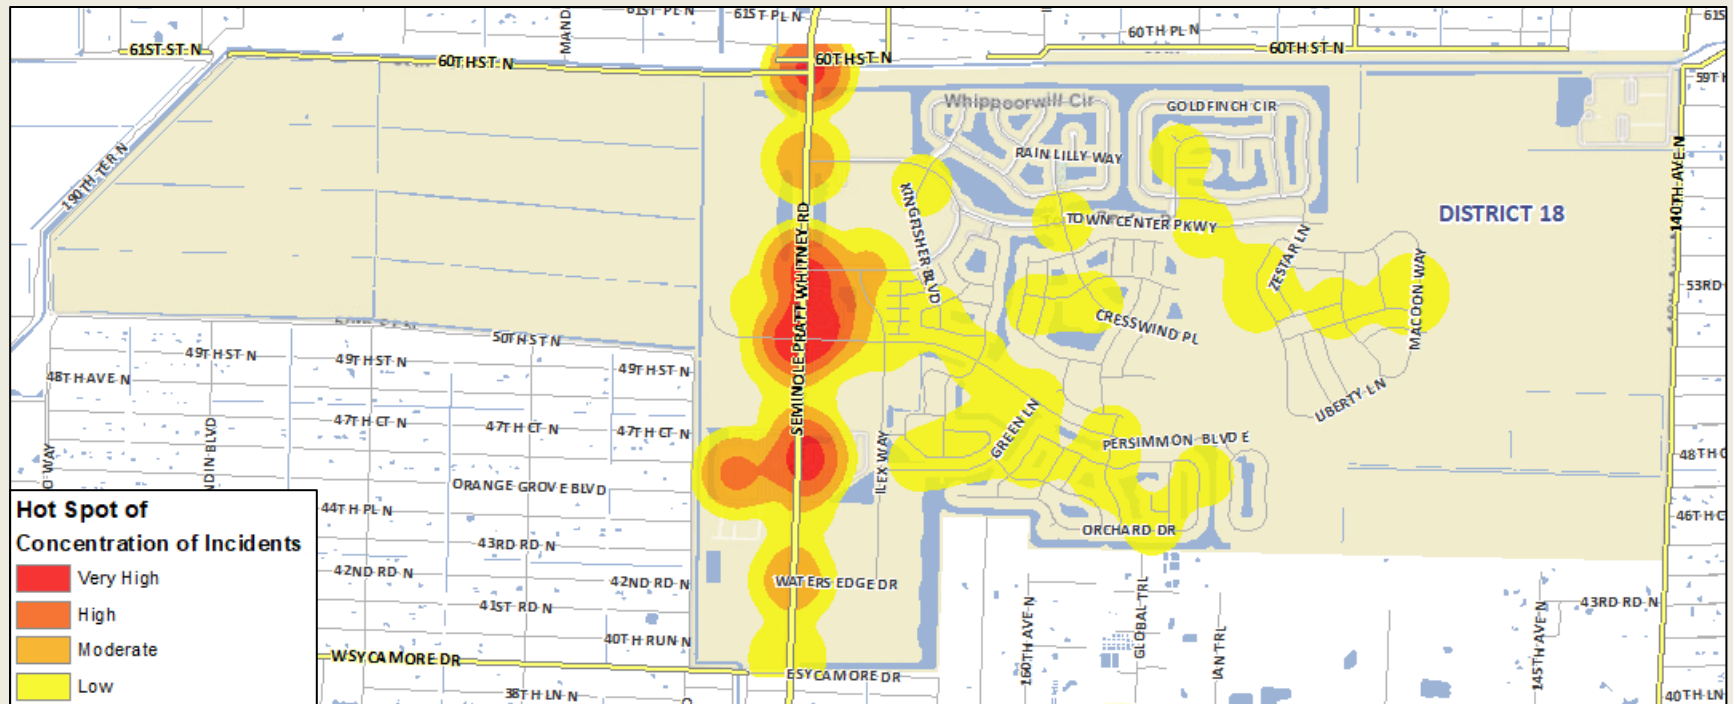 61ST PL N
61ST PL N
60TH PL N
61S
MAND
61ST ST N
60TH ST N
60TH ST N
60TH ST N
59TH
Whippoorwill Cir
GOLDFINCH CIR
RAIN LILLY WAY
190TH TER N
KINGFISHER BLVD
TOWN CENTER PKWY
DISTRICT 18
140TH AVE N
SEMINOLE PRATT WHITNEY RD
ZESTAR LN
MACOON WAY
53RD
CRESSWIND PL
50TH ST N
49TH ST N
49TH ST N
49TH ST N
48TH AVE N
UBERTY LN
47TH CT N
47TH CT N
47TH CT N
NDIN BLVD
O WAY
GREEN LN
PERSIMMON BLVD E
ILEX WAY
48TH C
ORANGE GROVE BLVD
44TH PL N
46TH C
ORCHARD DR
43RD RD N
42ND RD N
42ND RD N
WATERS EDGE DR
41ST RD N
43RD RD N
40TH RUN N
160TH AVE N
GLOBAL TRL
IAN TRL
145TH AVE N
W SYCAMORE DR
E SYCAMORE DR
38TH LN N
40TH LN
Hot Spot of
Concentration of Incidents
Very High
High
Moderate
Low